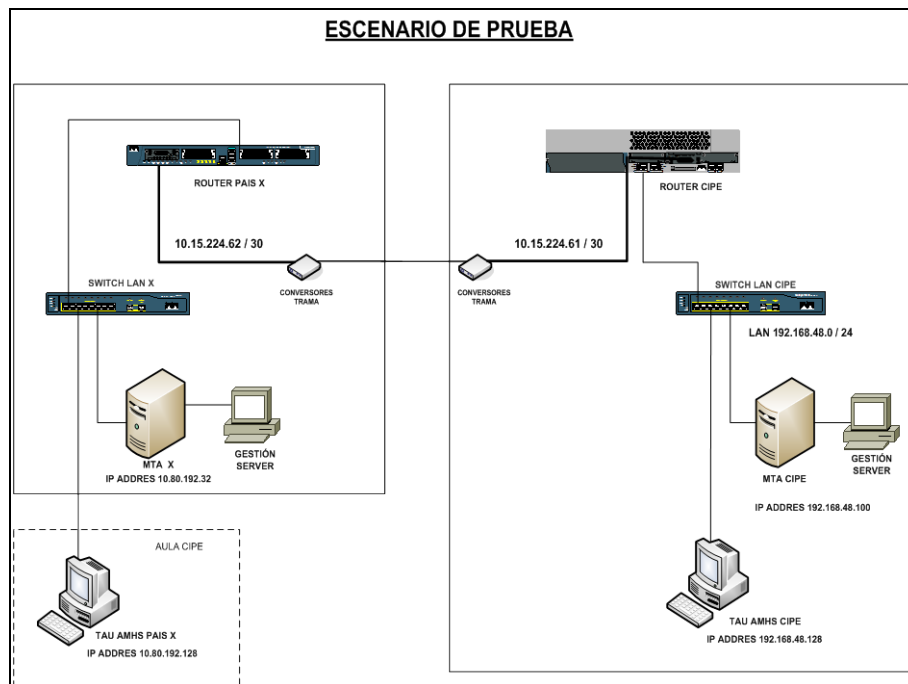 ESCENARIO DE PRUEBA
ROUTER PAIS X
10.15.224.62 / 30
CONVERSORES
TRAMA
SWITCH LAN X
MTA X
IP ADDRES 10.80.192.32
GESTIÓN
SERVER
AULA CIPE
TAU AMHS PAIS X
IP ADDRES 10.80.192.128
ROUTER CIPE
10.15.224.61 / 30
CONVERSORES
TRAMA
SWITCH LAN CIPE
LAN 192.168.48.0 / 24
MTA CIPE
GESTIÓN
SERVER
IP ADDRES 192.168.48.100
TAU AMHS CIPE
IP ADDRES 192.168.48.128